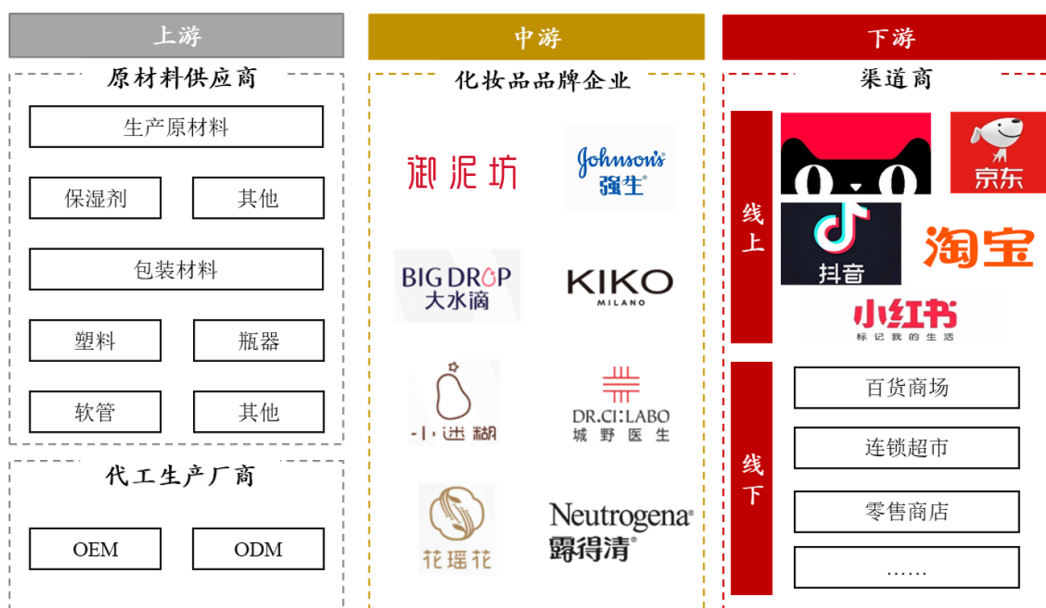 上游
原材料供应商
生产原材料
保湿剂
其他
包装材料
塑料
瓶器
软管
其他
代工生产厂商
OEM
ODM
中游
化妆品品牌企业
御泥坊
Johnson's
强生®
BIG DROP
大水滴
KIKO
MILANO
小迷糊
DR.CI:LABO
城野医生
花瑶花
Neutrogena®
露得清®
下游
渠道商
线上
京东
抖音
淘宝
小红书
标记我的生活
线下
百货商场
连锁超市
零售商店
……